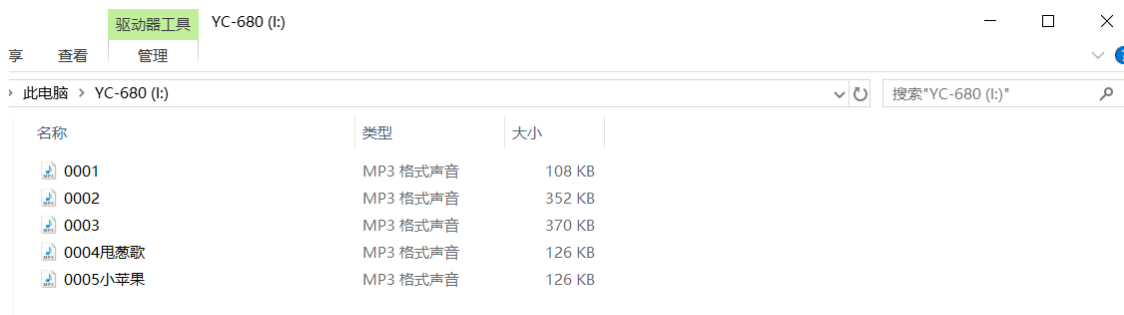 驱动器工具 YC-680 (I:)
享 查看 管理
此电脑 > YC-680 (I:) 搜索"YC-680 (I:)"
名称 类型 大小
0001 MP3 格式声音 108 KB
0002 MP3 格式声音 352 KB
0003 MP3 格式声音 370 KB
0004甩葱歌 MP3 格式声音 126 KB
0005小苹果 MP3 格式声音 126 KB